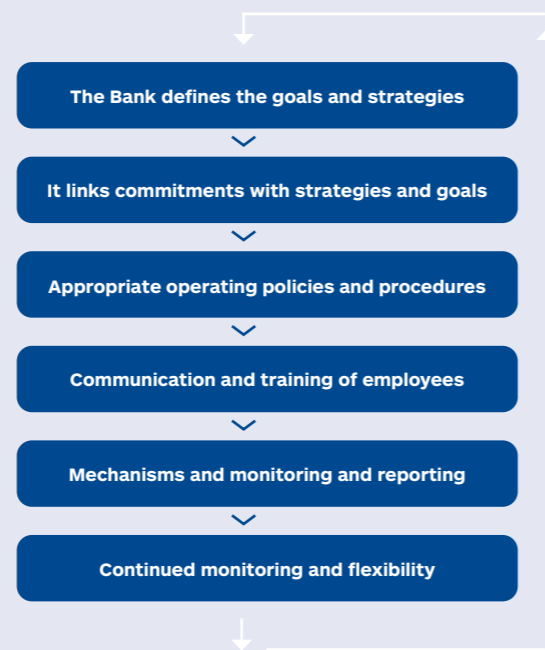 The Bank defines the goals and strategies
It links commitments with strategies and goals
Appropriate operating policies and procedures
Communication and training of employees
Mechanisms and monitoring and reporting
Continued monitoring and flexibility